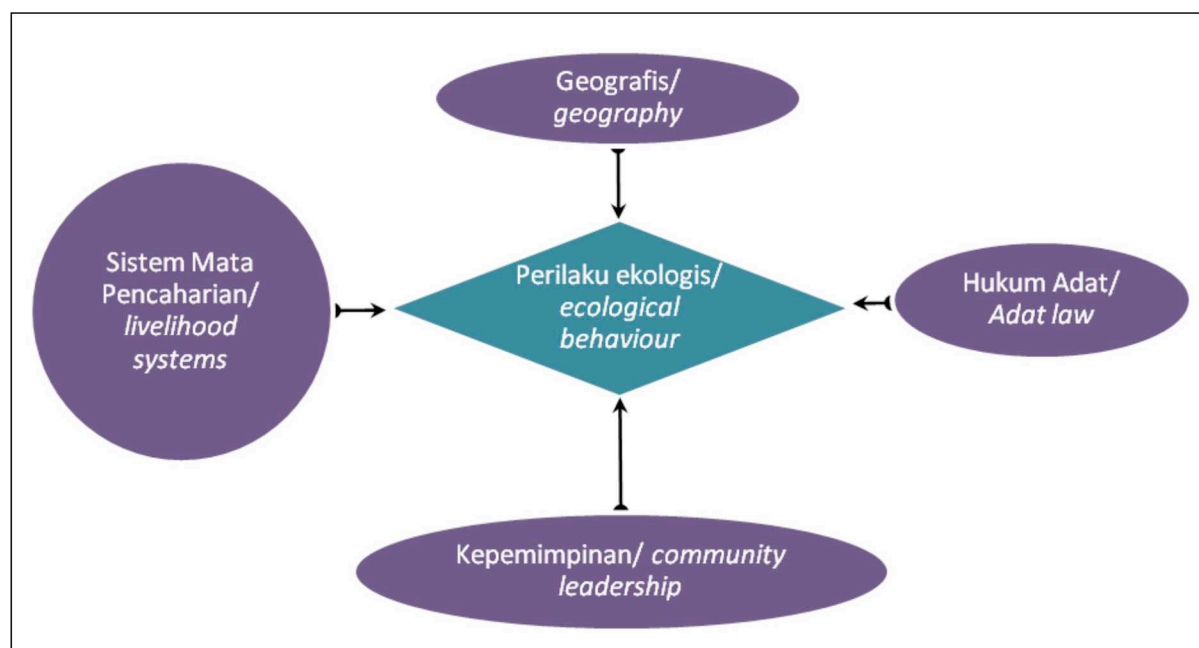 Geografis/
geography
Sistem Mata
Pencaharian/
livelihood
systems
Perilaku ekologis/
ecological
behaviour
Hukum Adat/
Adat law
Kepemimpinan/ community
leadership